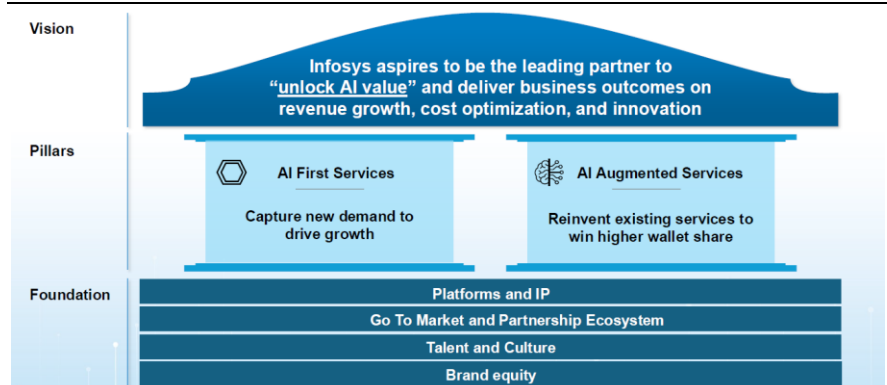 Vision
Infosys aspires to be the leading partner to
“unlock AI value” and deliver business outcomes on
revenue growth, cost optimization, and innovation
Pillars
AI First Services
Capture new demand to
drive growth
AI Augmented Services
Reinvent existing services to
win higher wallet share
Foundation
Platforms and IP
Go To Market and Partnership Ecosystem
Talent and Culture
Brand equity